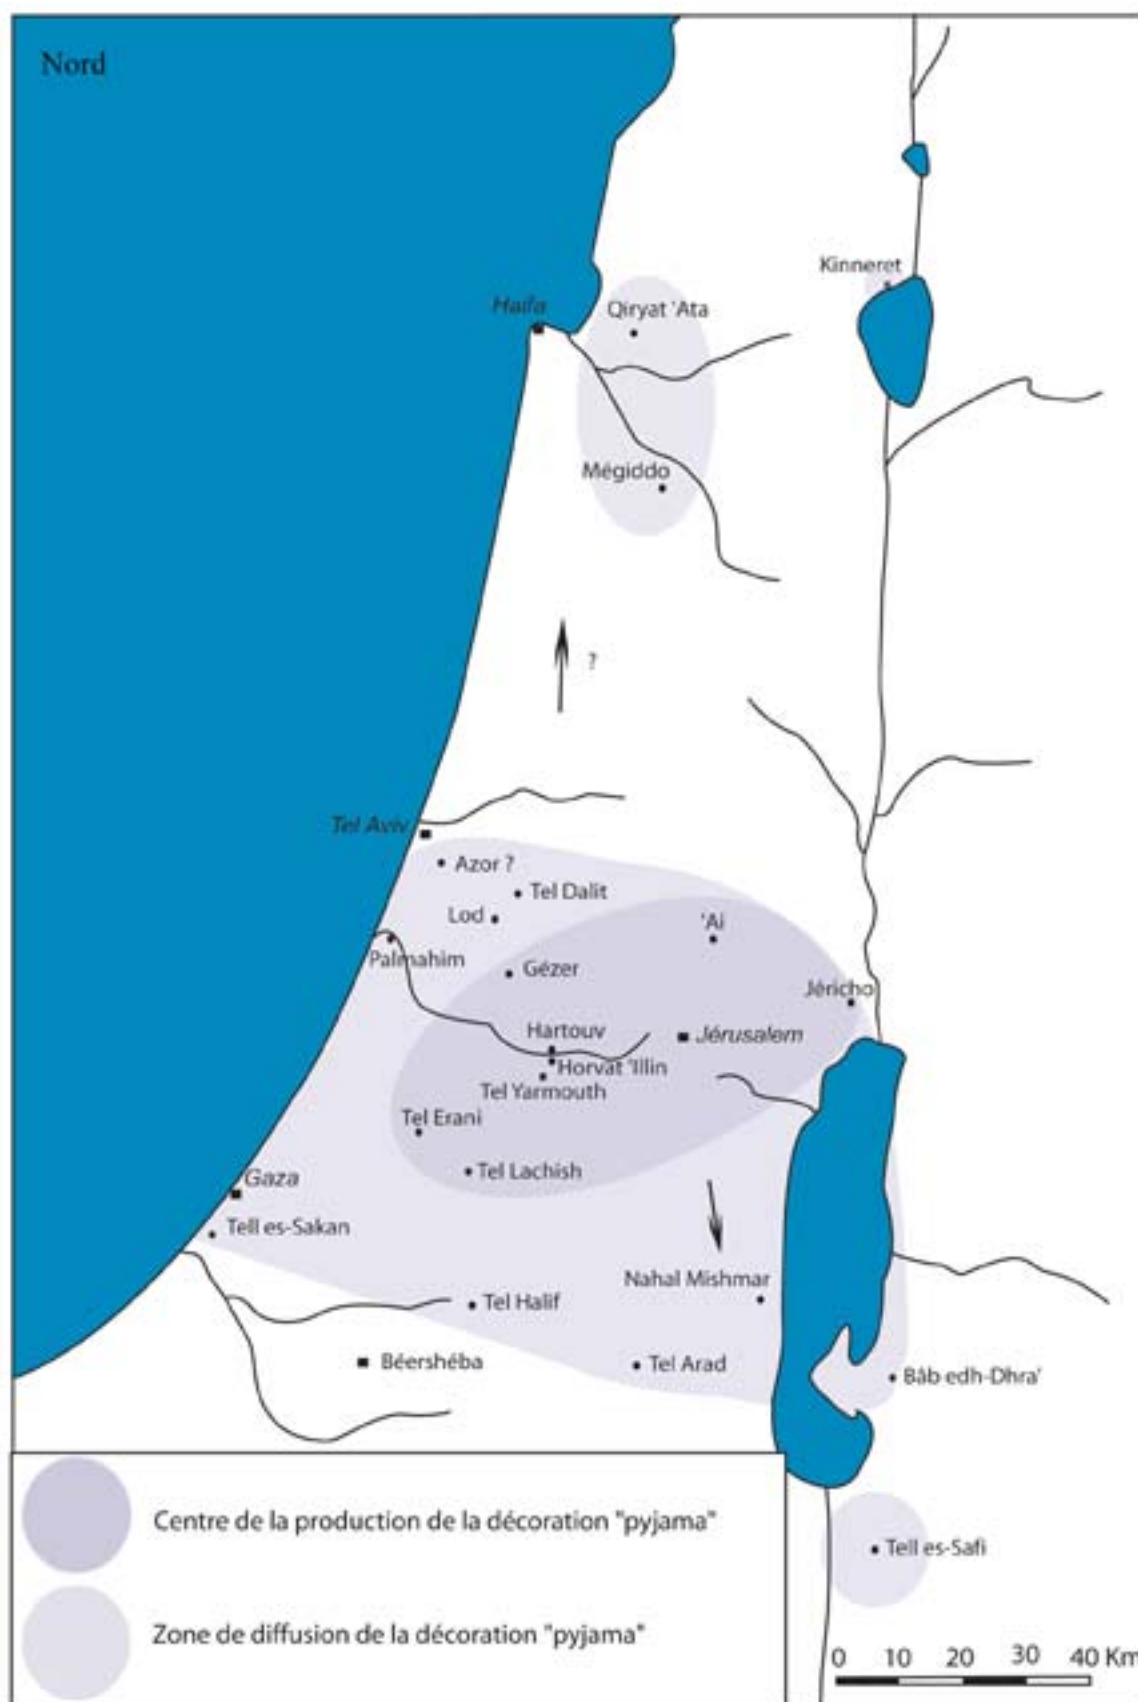 Nord
Kinneret
Haifa
Qiryat 'Ata
Mégiddo
?
Tel Aviv
Azor ?
Tel Dalit
Lod
'Ai
Palmahim
Gézer
Jéricho
Hartouv
Jérusalem
Horvat 'Illin
Tel Yarmouth
Tel Erani
Tel Lachish
Gaza
Tell es-Sakan
Nahal Mishmar
Tel Halif
Béershéba
Tel Arad
Bâb edh-Dhra'
Centre de la production de la décoration "pyjama"
Tell es-Safi
Zone de diffusion de la décoration "pyjama"
0 10 20 30 40 Km